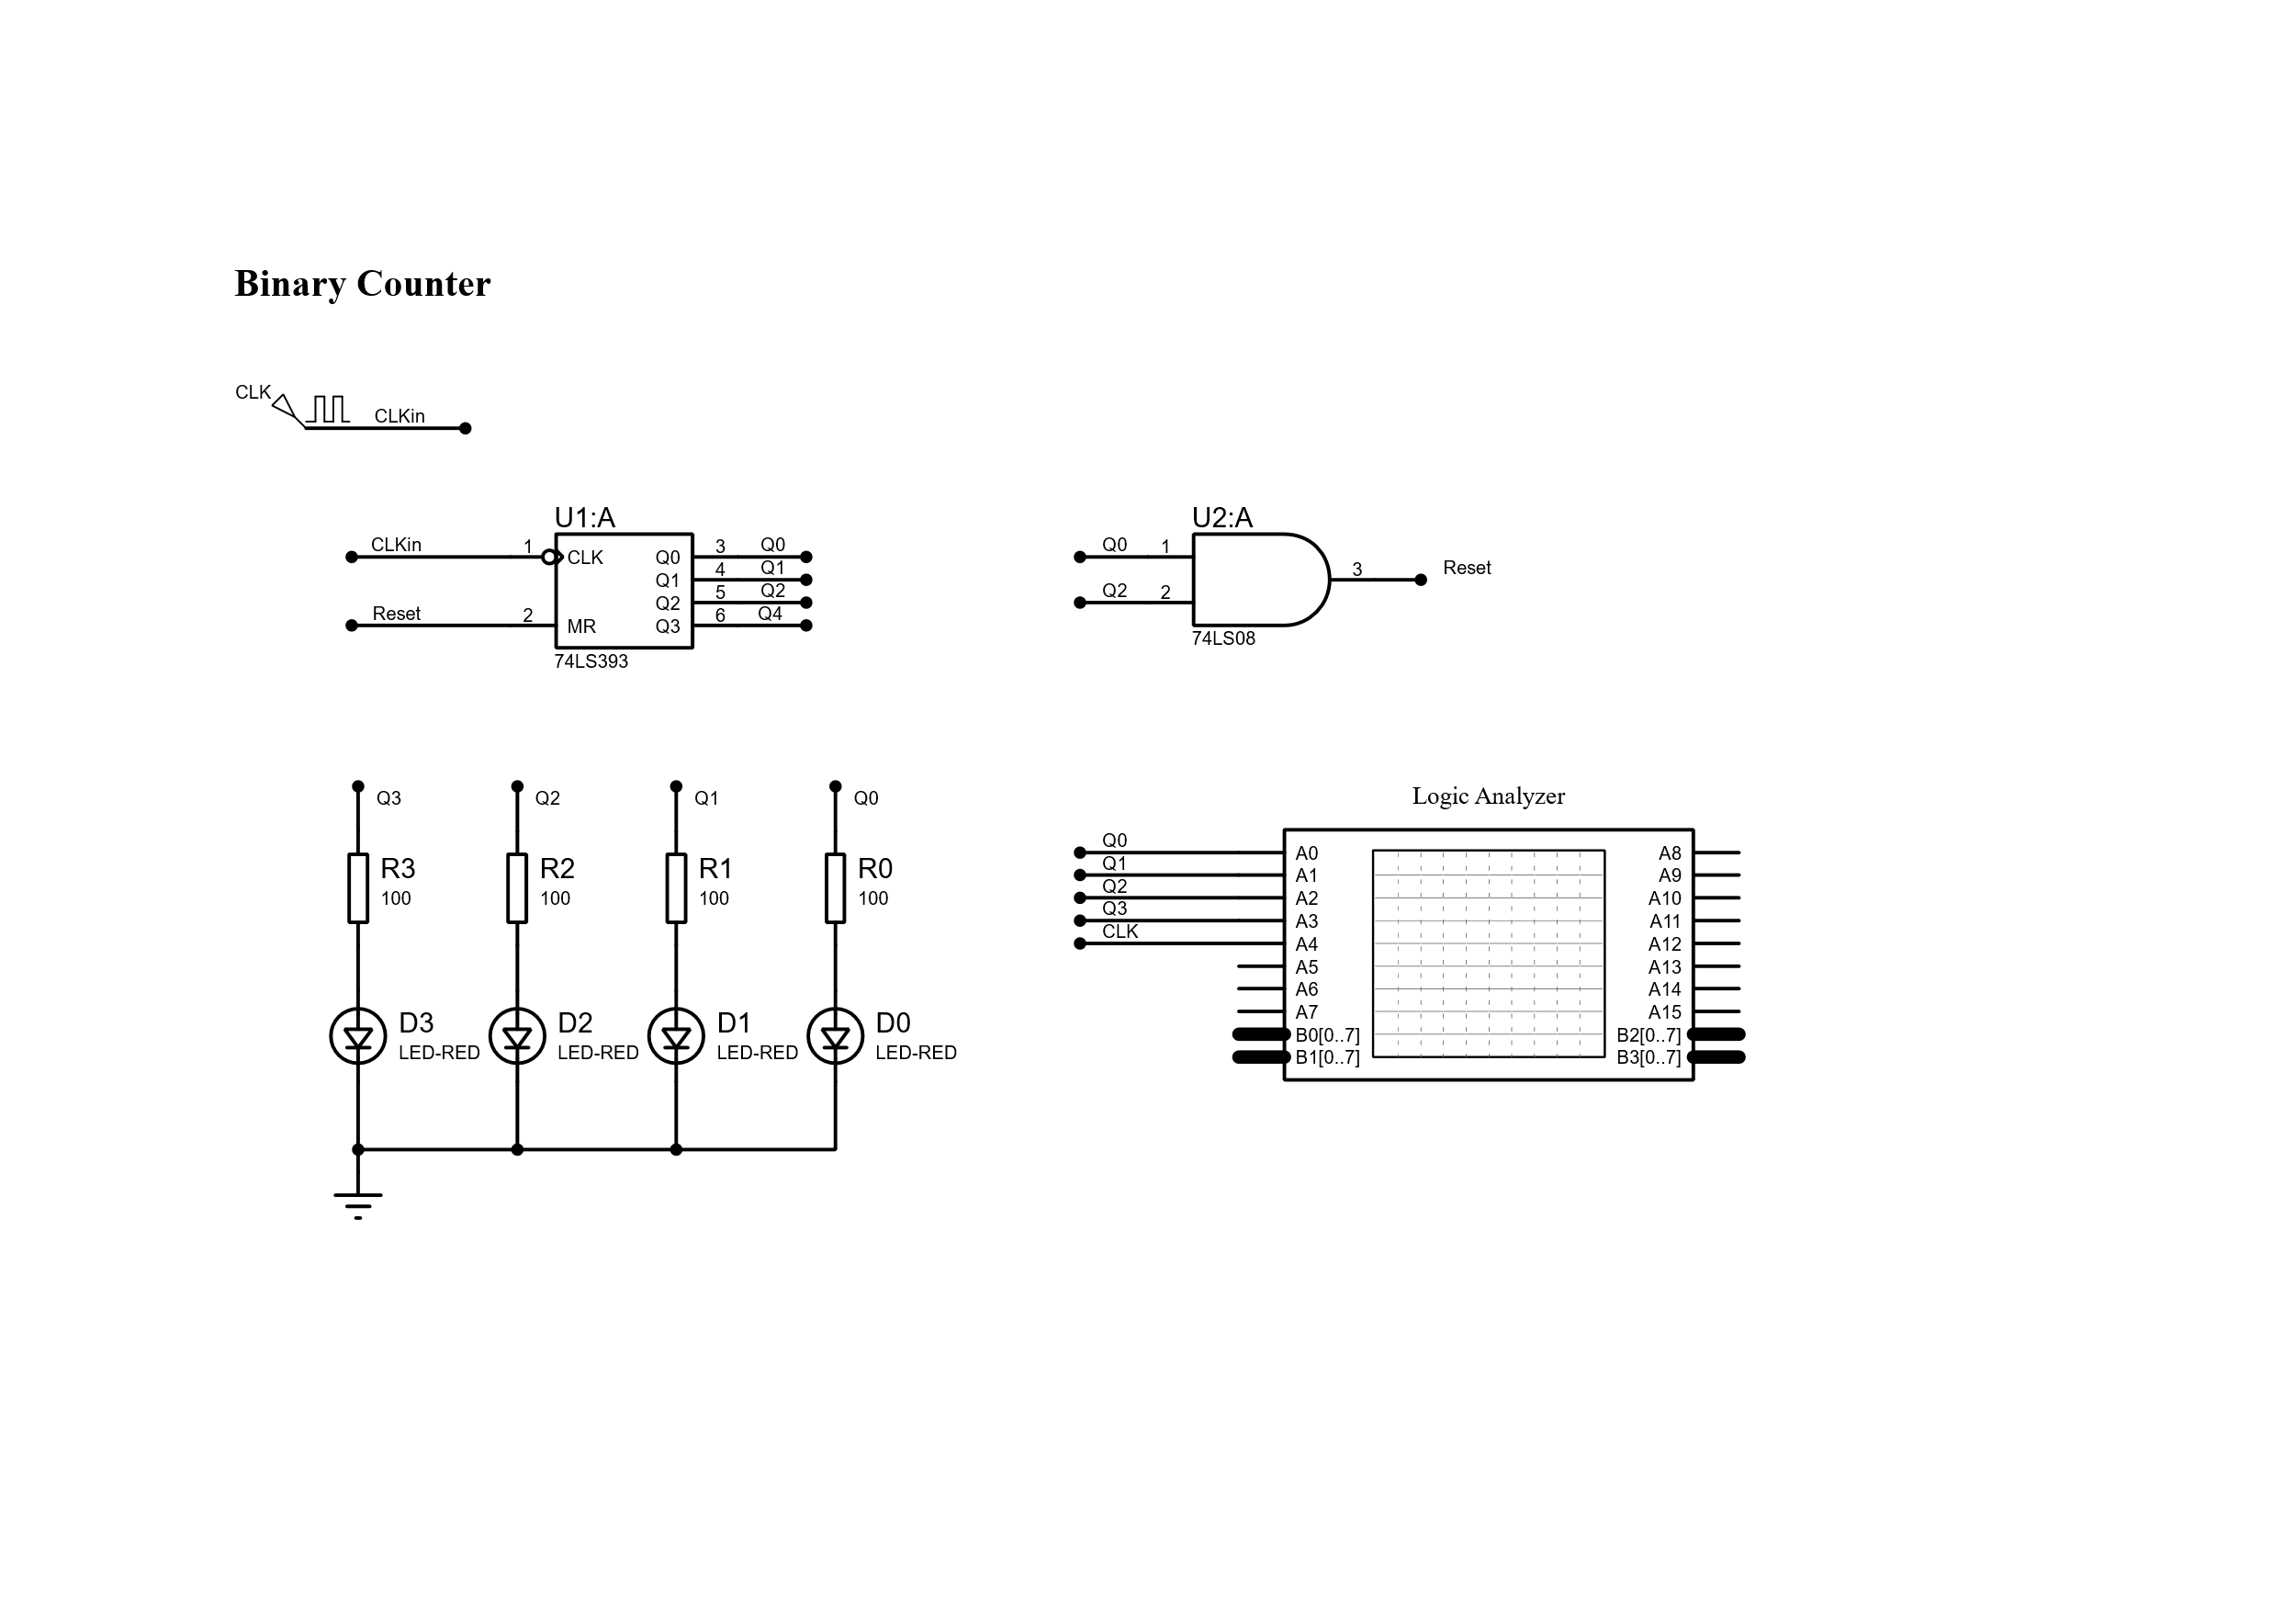 Binary Counter
CLK
CLKin
U1:A
CLKin 1 CLK Q0 3 Q0
Q1 4 Q1
Q2 5 Q2
Reset 2 MR Q3 6 Q4
74LS393
U2:A
Q0 1
3 Reset
Q2 2
74LS08
Q3 Q2 Q1 Q0
R3 R2 R1 R0
100 100 100 100
D3 D2 D1 D0
LED-RED LED-RED LED-RED LED-RED
Logic Analyzer
Q0 A0 A8
Q1 A1 A9
Q2 A2 A10
Q3 A3 A11
CLK A4 A12
A5 A13
A6 A14
A7 A15
B0[0..7] B2[0..7]
B1[0..7] B3[0..7]